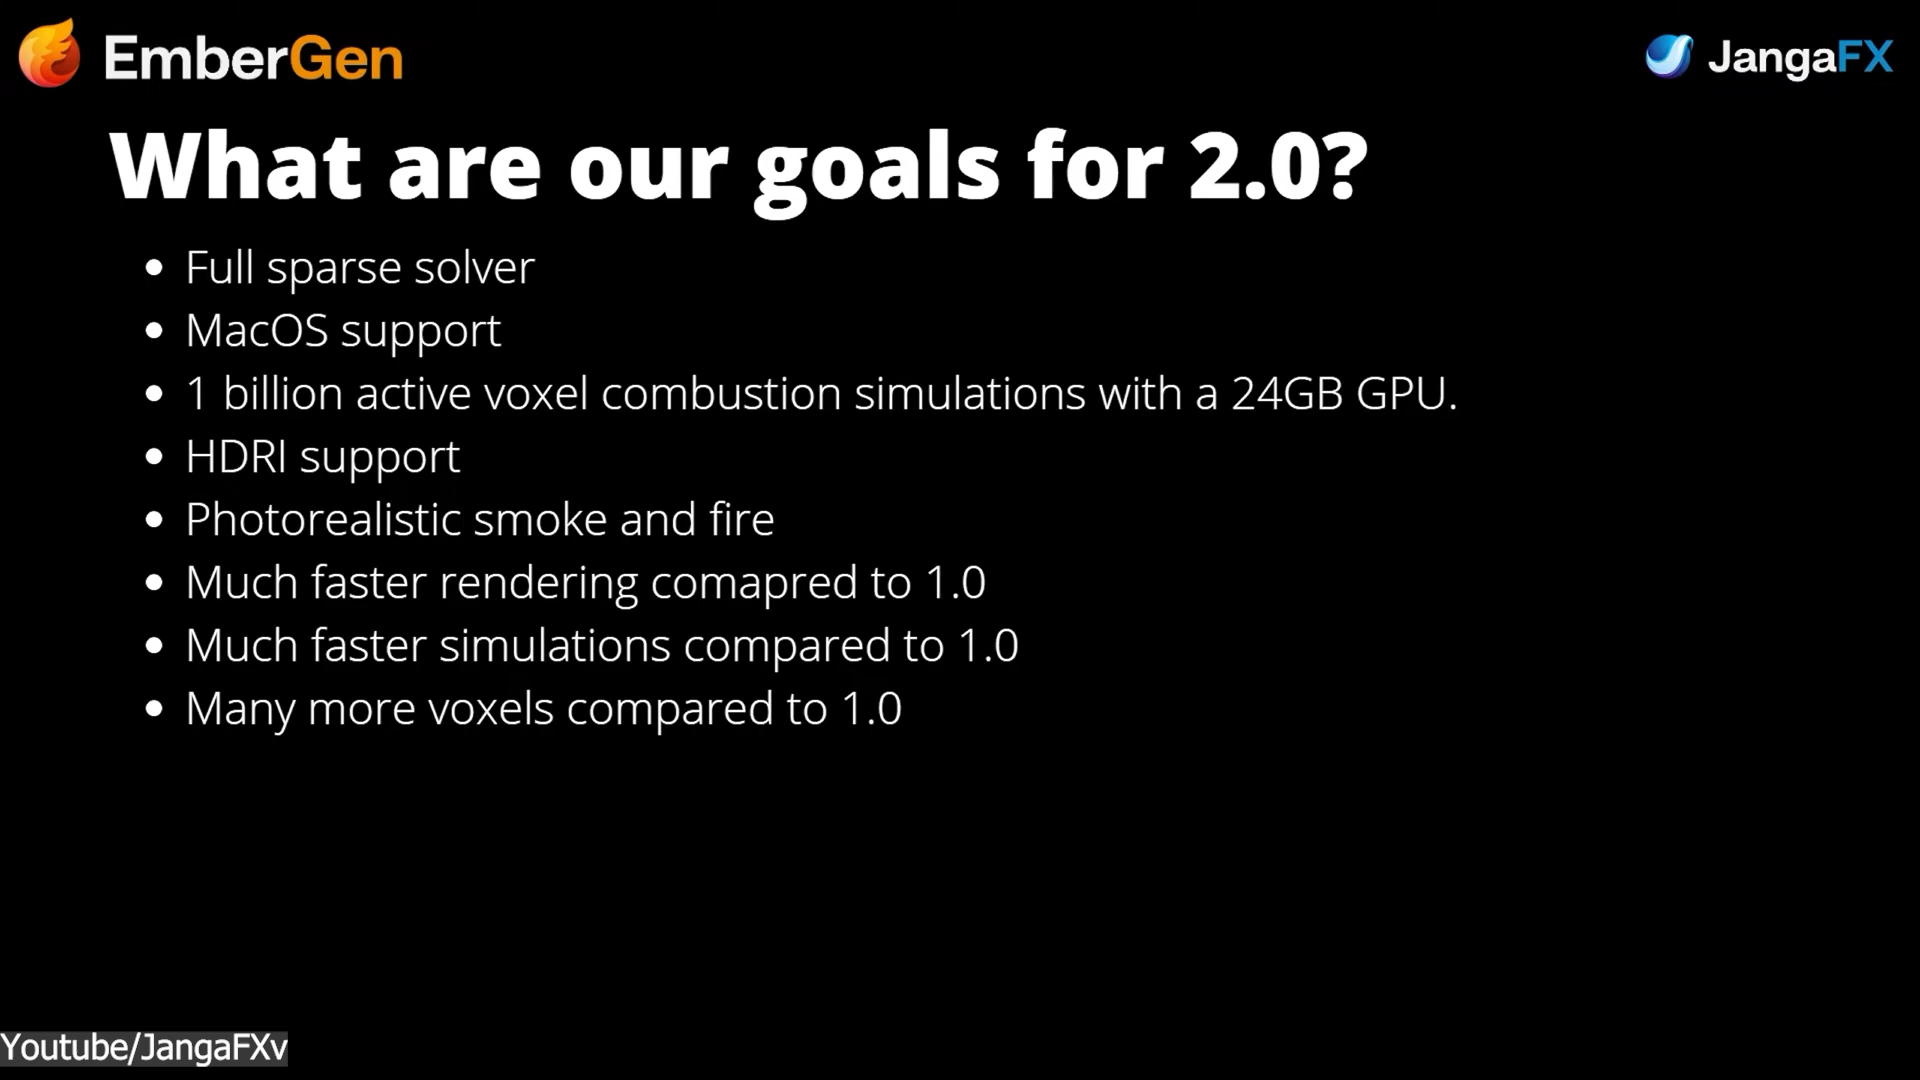 EmberGen
JangaFX
What are our goals for 2.0?
• Full sparse solver
• MacOS support
• 1 billion active voxel combustion simulations with a 24GB GPU.
• HDRI support
• Photorealistic smoke and fire
• Much faster rendering comapred to 1.0
• Much faster simulations compared to 1.0
• Many more voxels compared to 1.0
Youtube/JangaFXv